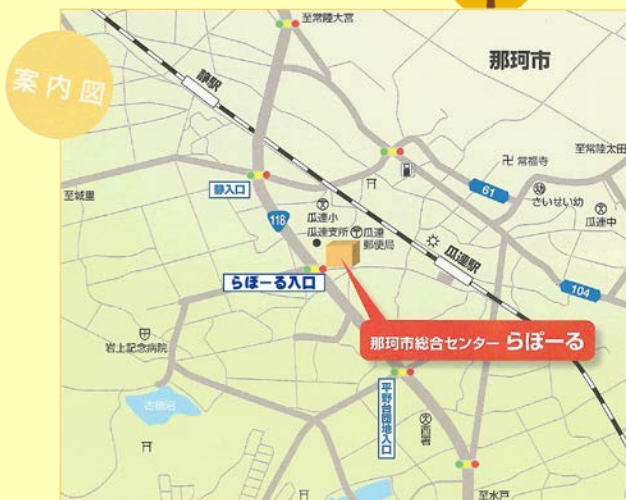 案内図
至常陸大宮
那珂市
静駅
至常陸太田
卍 常福寺
61
さいせい幼
瓜連中
至城里
静入口
118
瓜連小
瓜連支所
瓜連
郵便局
瓜連駅
104
らぽーる入口
那珂市総合センター らぽーる
岩上記念病院
古徳沼
平野台団地入口
至水戸